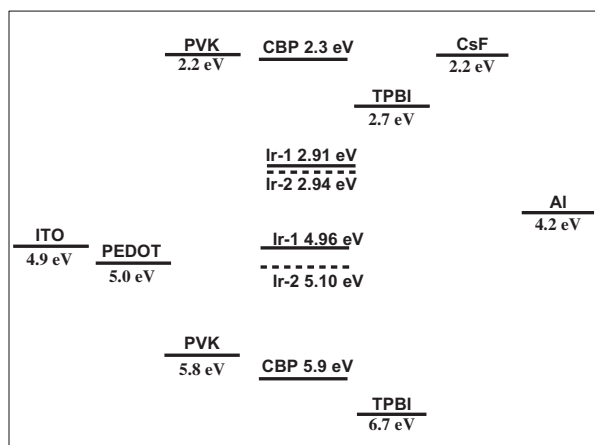 PVK
2.2 eV
CBP 2.3 eV
CsF
2.2 eV
TPBI
2.7 eV
Ir-1 2.91 eV
Ir-2 2.94 eV
Al
4.2 eV
ITO
4.9 eV
PEDOT
5.0 eV
Ir-1 4.96 eV
Ir-2 5.10 eV
PVK
5.8 eV
CBP 5.9 eV
TPBI
6.7 eV